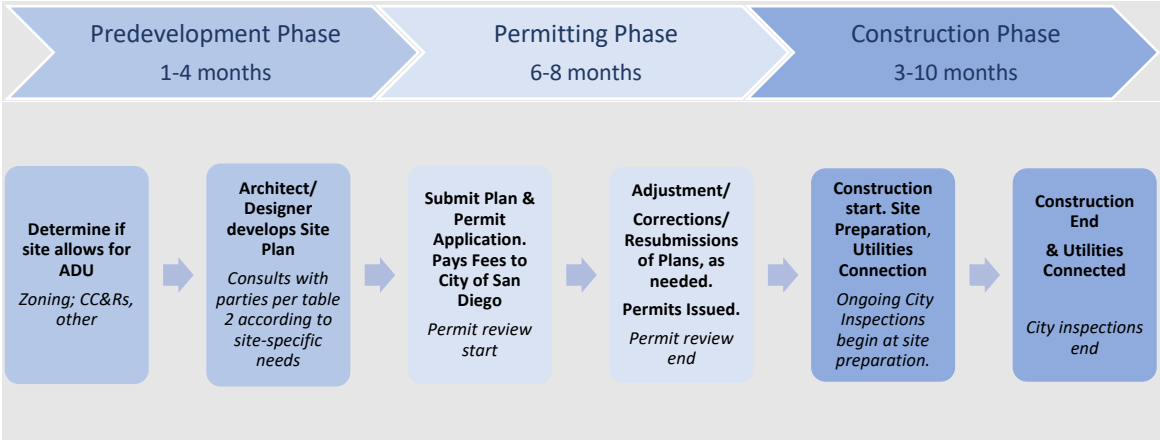 Predevelopment Phase
1-4 months
Permitting Phase
6-8 months
Construction Phase
3-10 months
Determine if
site allows for
ADU
Zoning; CC&Rs,
other
Architect/
Designer
develops Site
Plan
Consults with
parties per table
2 according to
site-specific
needs
Submit Plan &
Permit
Application.
Pays Fees to
City of San
Diego
Permit review
start
Adjustment/
Corrections/
Resubmissions
of Plans, as
needed.
Permits Issued.
Permit review
end
Construction
start. Site
Preparation,
Utilities
Connection
Ongoing City
Inspections
begin at site
preparation.
Construction
End
& Utilities
Connected
City inspections
end